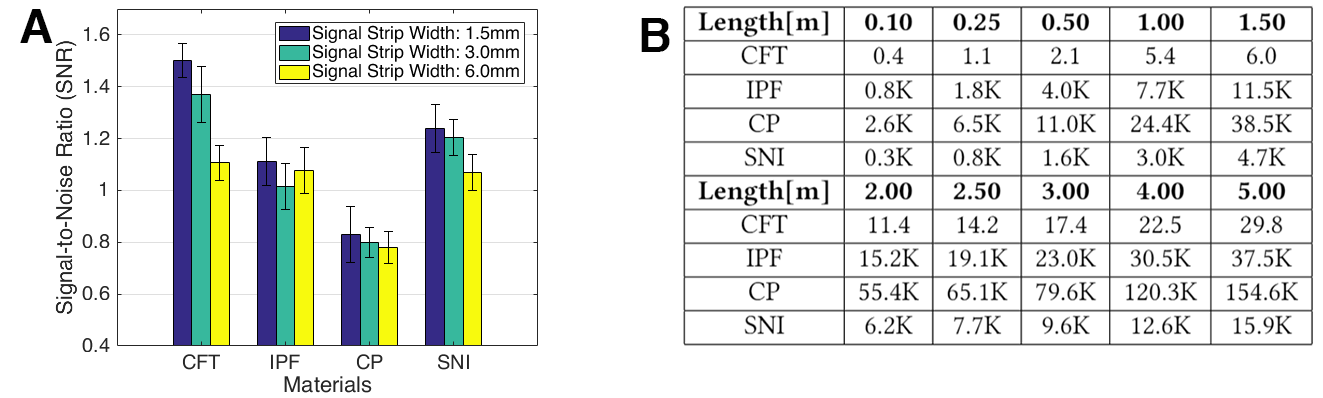 A
Signal-to-Noise Ratio (SNR)
1.6
1.4
1.2
1
0.8
0.6
0.4
Signal Strip Width: 1.5mm
Signal Strip Width: 3.0mm
Signal Strip Width: 6.0mm
CFT IPF CP SNI
Materials
B
Length[m] 0.10 0.25 0.50 1.00 1.50
CFT 0.4 1.1 2.1 5.4 6.0
IPF 0.8K 1.8K 4.0K 7.7K 11.5K
CP 2.6K 6.5K 11.0K 24.4K 38.5K
SNI 0.3K 0.8K 1.6K 3.0K 4.7K
Length[m] 2.00 2.50 3.00 4.00 5.00
CFT 11.4 14.2 17.4 22.5 29.8
IPF 15.2K 19.1K 23.0K 30.5K 37.5K
CP 55.4K 65.1K 79.6K 120.3K 154.6K
SNI 6.2K 7.7K 9.6K 12.6K 15.9K